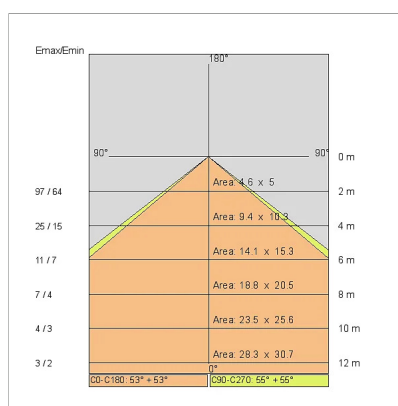 Emax/Emin
180°
90° 90° 0 m
Area: 4.6 x 5
97 / 64 2 m
Area: 9.4 x 10.3
25 / 15 4 m
Area: 14.1 x 15.3
11 / 7 6 m
Area: 18.8 x 20.5
7 / 4 8 m
Area: 23.5 x 25.6
4 / 3 10 m
Area: 28.3 x 30.7
3 / 2 12 m
0°
C0-C180: 53° + 53° C90-C270: 55° + 55°